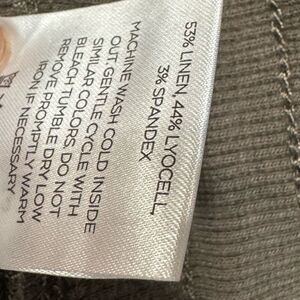 53% LINEN, 44% LYOCELL,
3% SPANDEX
MACHINE WASH COLD INSIDE
OUT, GENTLE CYCLE WITH
SIMILAR COLORS, DO NOT
BLEACH TUMBLE DRY LOW
REMOVE PROMPTLY WARM
IRON IF NECESSARY